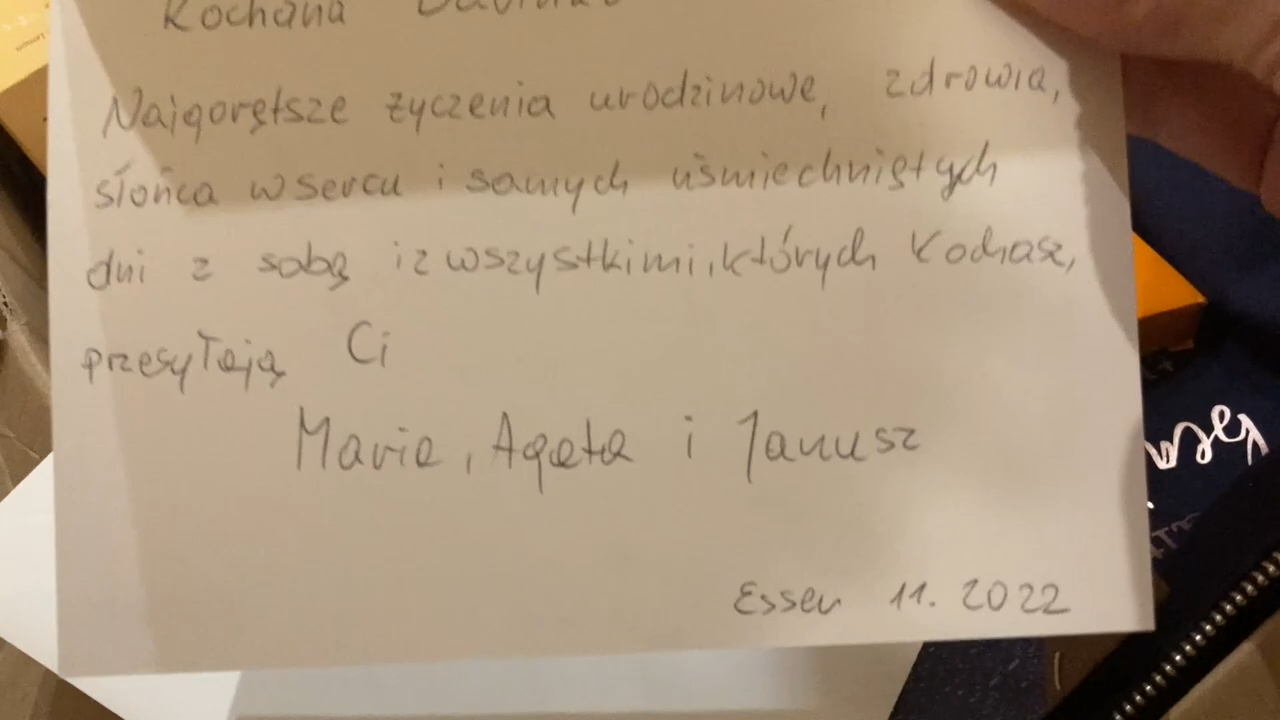 Kochana
Najgorętsze życzenia urodzinowe, zdrowia,
słońca w sercu i samych uśmiechniętych
dni z sobą i z wszystkimi, których kochasz,
przesyłają Ci
Maria, Agata i Janusz
Essen 11. 2022